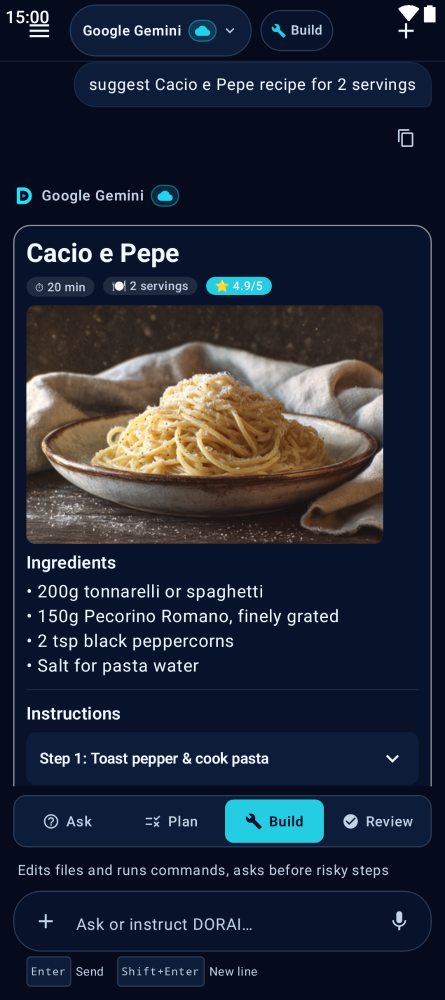 15:00
Google Gemini
Build
suggest Cacio e Pepe recipe for 2 servings
Google Gemini
Cacio e Pepe
⏱ 20 min
🍽 2 servings
⭐ 4.9/5
Ingredients
• 200g tonnarelli or spaghetti
• 150g Pecorino Romano, finely grated
• 2 tsp black peppercorns
• Salt for pasta water
Instructions
Step 1: Toast pepper & cook pasta
Ask
Plan
Build
Review
Edits files and runs commands, asks before risky steps
Ask or instruct DORAI…
Enter Send Shift+Enter New line